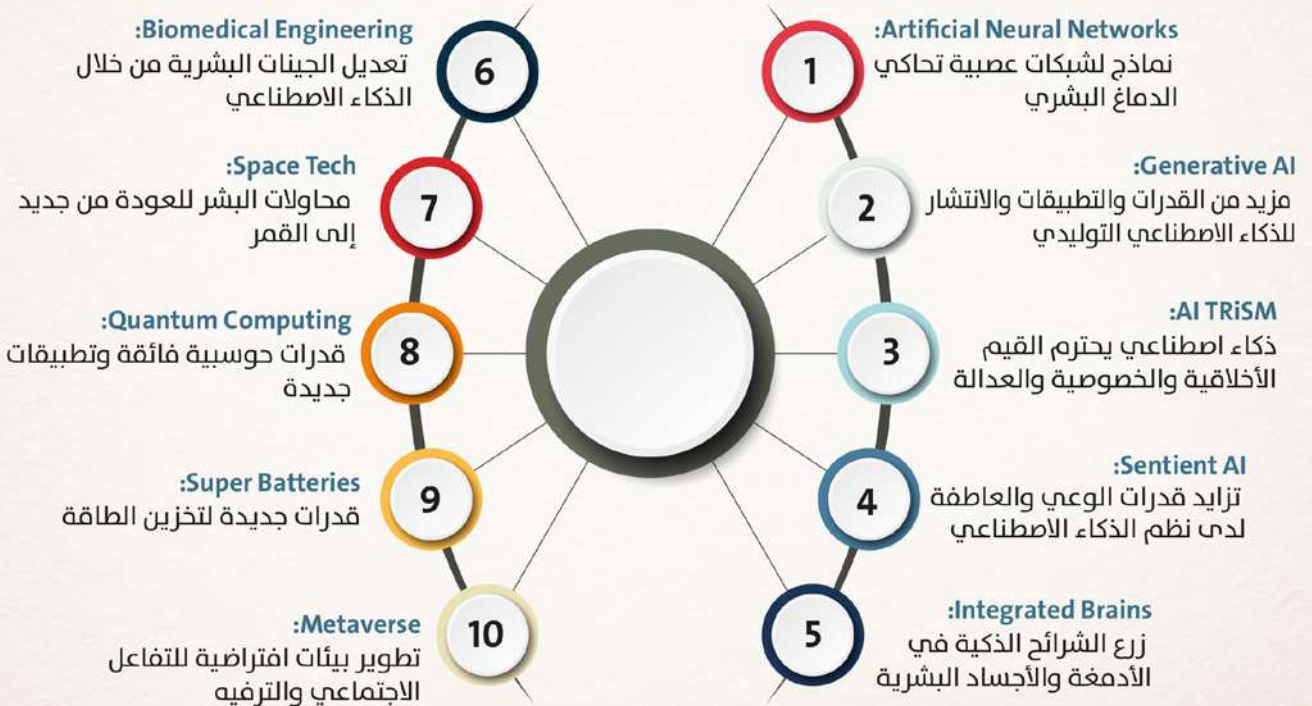 1
Artificial Neural Networks:
نماذج لشبكات عصبية تحاكي
الدماغ البشري
2
Generative AI:
مزيد من القدرات والتطبيقات والانتشار
للذكاء الاصطناعي التوليدي
3
AI TRiSM:
ذكاء اصطناعي يحترم القيم
الأخلاقية والخصوصية والعدالة
4
Sentient AI:
تزايد قدرات الوعي والعاطفة
لدى نظم الذكاء الاصطناعي
5
Integrated Brains:
زرع الشرائح الذكية في
الأدمغة والأجساد البشرية
6
Biomedical Engineering:
تعديل الجينات البشرية من خلال
الذكاء الاصطناعي
7
Space Tech:
محاولات البشر للعودة من جديد
إلى القمر
8
Quantum Computing:
قدرات حوسبية فائقة وتطبيقات
جديدة
9
Super Batteries:
قدرات جديدة لتخزين الطاقة
10
Metaverse:
تطوير بيئات افتراضية للتفاعل
الاجتماعي والترفيه